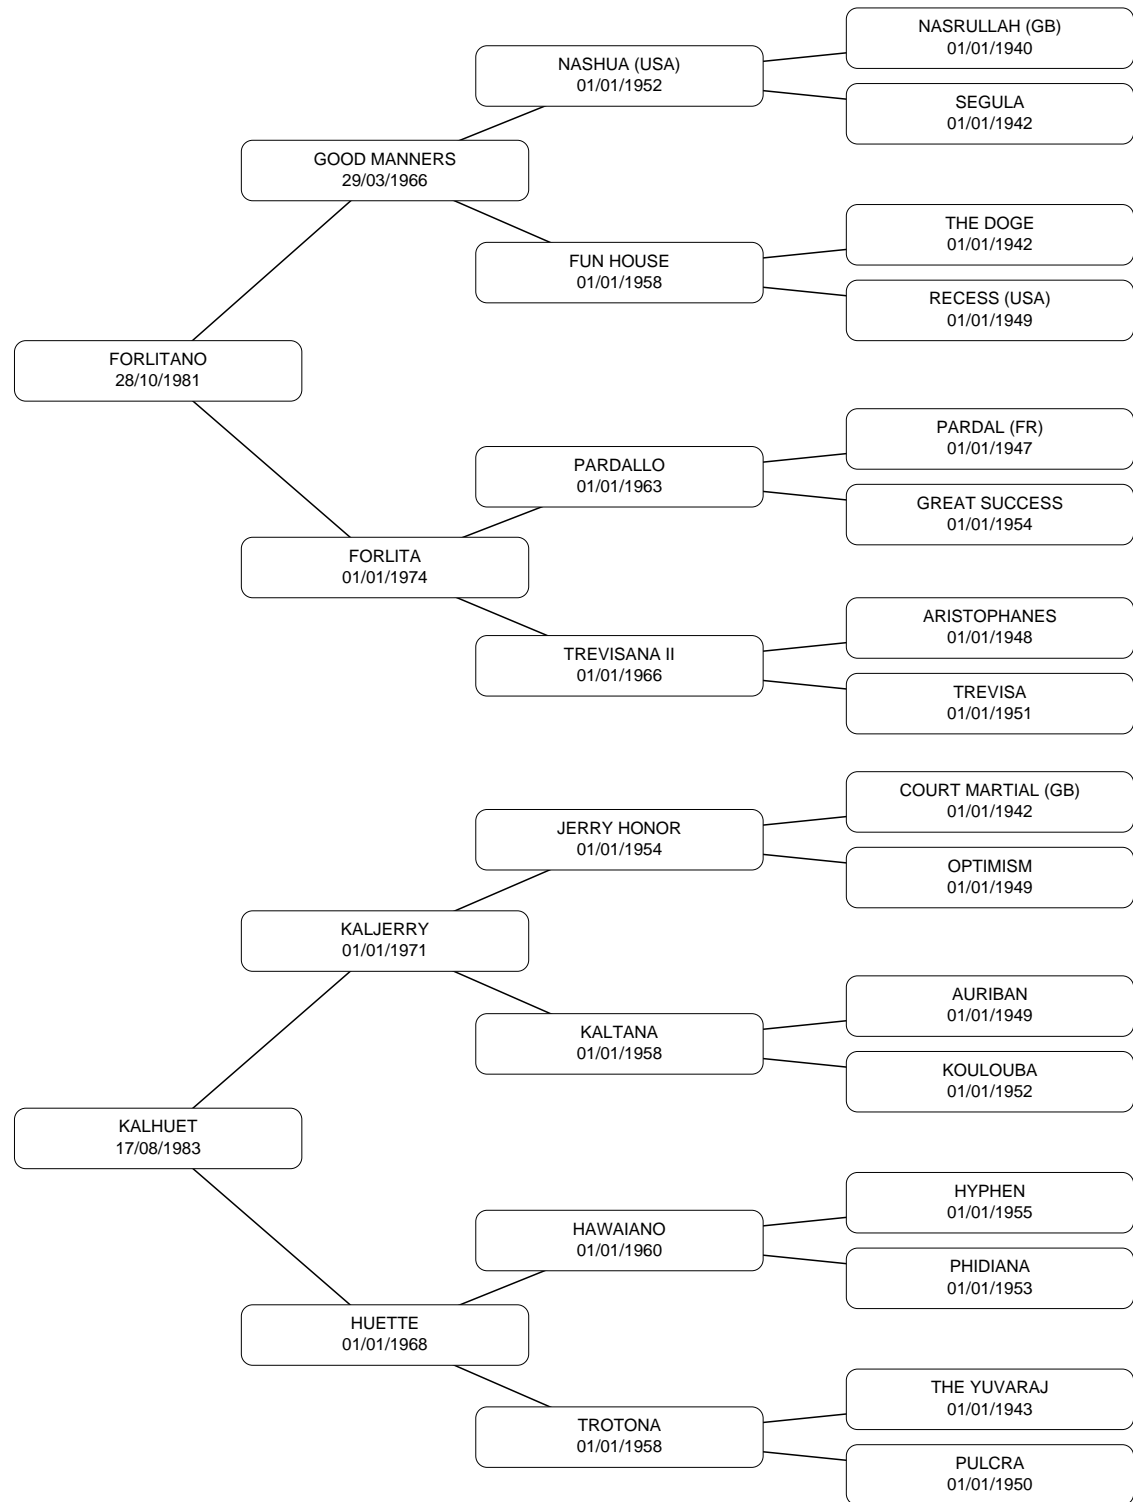 NASRULLAH (GB)
01/01/1940
NASHUA (USA)
01/01/1952
SEGULA
01/01/1942
GOOD MANNERS
29/03/1966
THE DOGE
01/01/1942
FUN HOUSE
01/01/1958
RECESS (USA)
01/01/1949
FORLITANO
28/10/1981
PARDAL (FR)
01/01/1947
PARDALLO
01/01/1963
GREAT SUCCESS
01/01/1954
FORLITA
01/01/1974
ARISTOPHANES
01/01/1948
TREVISANA II
01/01/1966
TREVISA
01/01/1951
COURT MARTIAL (GB)
01/01/1942
JERRY HONOR
01/01/1954
OPTIMISM
01/01/1949
KALJERRY
01/01/1971
AURIBAN
01/01/1949
KALTANA
01/01/1958
KOULOUBA
01/01/1952
KALHUET
17/08/1983
HYPHEN
01/01/1955
HAWAIANO
01/01/1960
PHIDIANA
01/01/1953
HUETTE
01/01/1968
THE YUVARAJ
01/01/1943
TROTONA
01/01/1958
PULCRA
01/01/1950